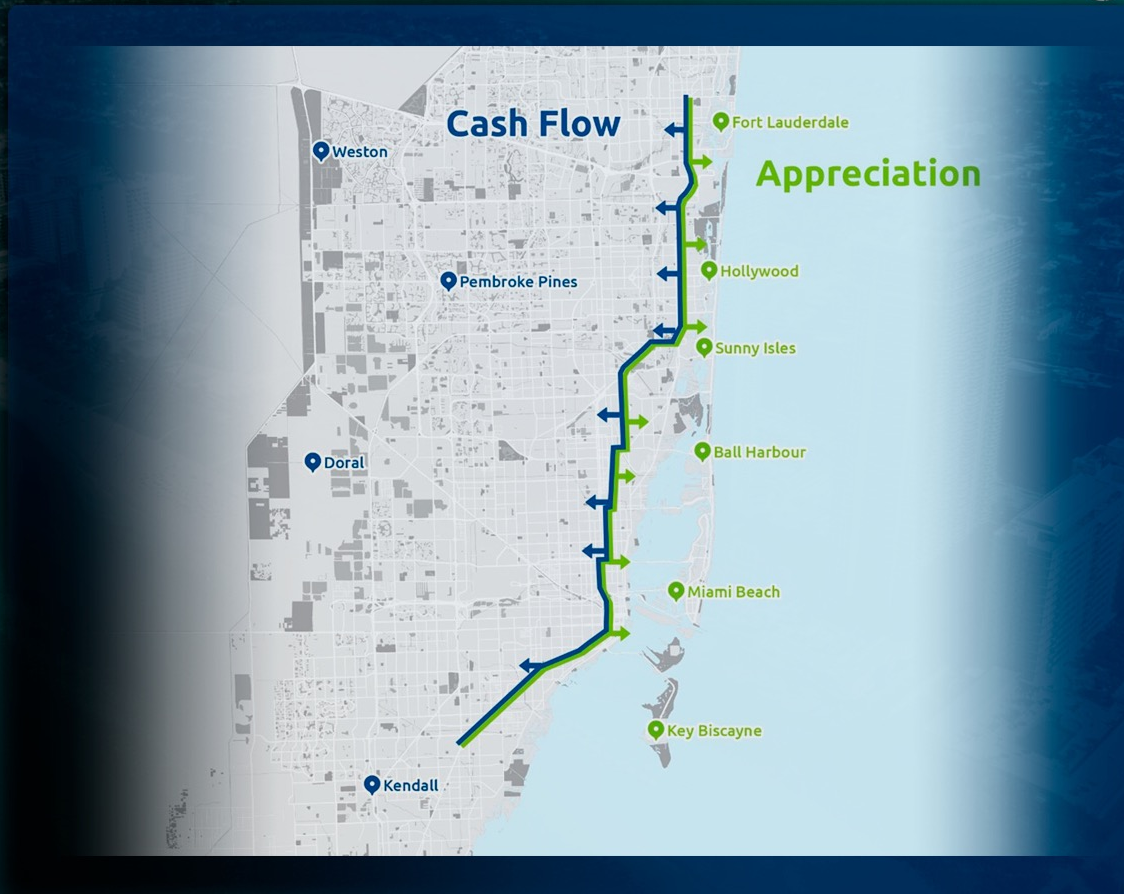 Cash Flow
Fort Lauderdale
Weston
Appreciation
Hollywood
Pembroke Pines
Sunny Isles
Ball Harbour
Doral
Miami Beach
Key Biscayne
Kendall